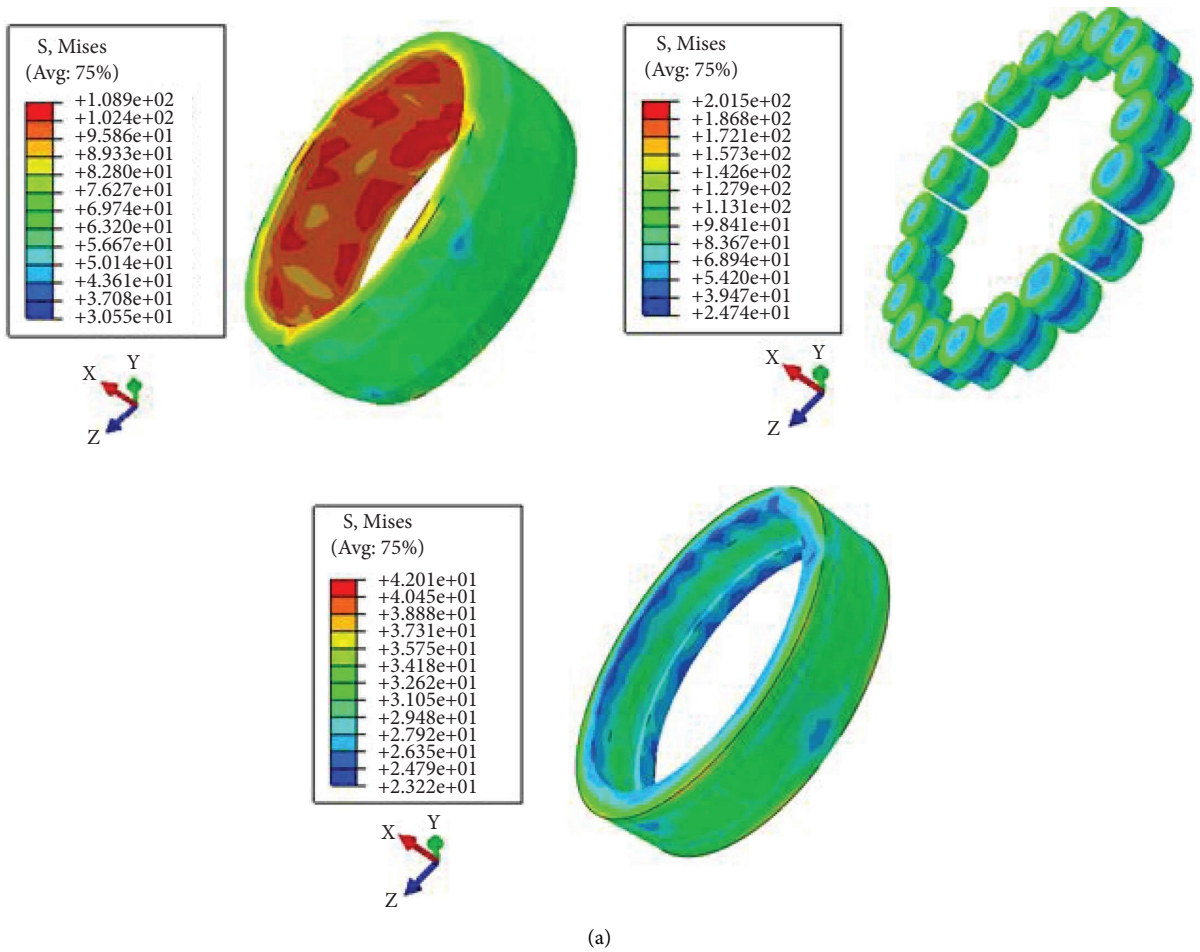 S, Mises
(Avg: 75%)
+1.089e+02
+1.024e+02
+9.586e+01
+8.933e+01
+8.280e+01
+7.627e+01
+6.974e+01
+6.320e+01
+5.667e+01
+5.014e+01
+4.361e+01
+3.708e+01
+3.055e+01
X
Y
Z
S, Mises
(Avg: 75%)
+2.015e+02
+1.868e+02
+1.721e+02
+1.573e+02
+1.426e+02
+1.279e+02
+1.131e+02
+9.841e+01
+8.367e+01
+6.894e+01
+5.420e+01
+3.947e+01
+2.474e+01
X
Y
Z
S, Mises
(Avg: 75%)
+4.201e+01
+4.045e+01
+3.888e+01
+3.731e+01
+3.575e+01
+3.418e+01
+3.262e+01
+3.105e+01
+2.948e+01
+2.792e+01
+2.635e+01
+2.479e+01
+2.322e+01
X
Y
Z
(a)